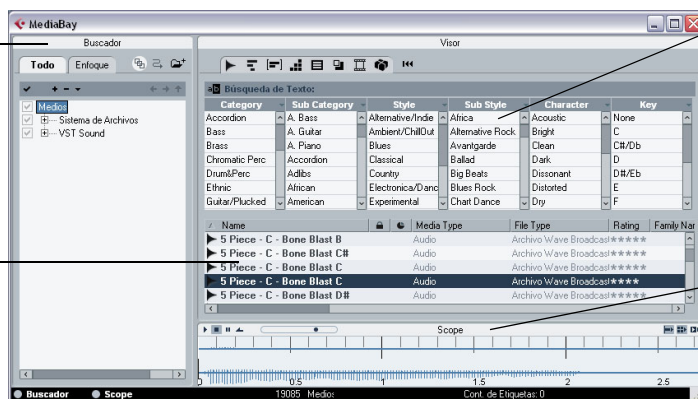 MediaBay
Buscador
Visor
Todo Enfoque
Búsqueda de Texto:
Medios
Sistema de Archivos
VST Sound
Category Sub Category Style Sub Style Character Key
Accordion A. Bass Alternative/Indie Africa Acoustic None
Bass A. Guitar Ambient/ChillOut Alternative Rock Bright C
Brass A. Piano Blues Avantgarde Clean C#/Db
Chromatic Perc Accordion Classical Ballad Dark D
Drum&Perc Adlibs Country Big Beats Dissonant D#/Eb
Ethnic African Electronica/Danc Blues Rock Distorted E
Guitar/Plucked American Experimental Chart Dance Dry F
Name Media Type File Type Rating Family Nar
5 Piece - C - Bone Blast B Audio Archivo Wave Broadcast *****
5 Piece - C - Bone Blast C# Audio Archivo Wave Broadcast *****
5 Piece - C - Bone Blast C Audio Archivo Wave Broadcast *****
5 Piece - C - Bone Blast C Audio Archivo Wave Broadcast ****
5 Piece - C - Bone Blast D# Audio Archivo Wave Broadcast *****
Scope
0 0.5 1 1.5 2 2.5
Buscador Scope 19085 Medios Cont. de Etiquetas: 0